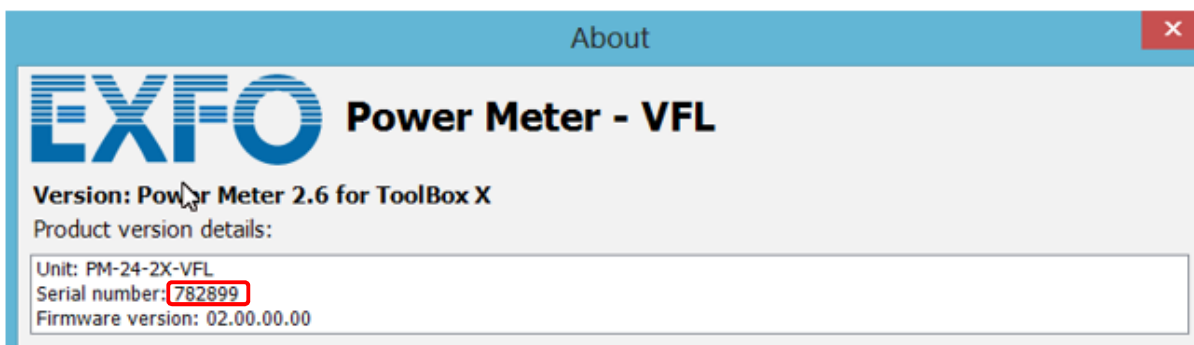 About
EXFO Power Meter - VFL
Version: Power Meter 2.6 for ToolBox X
Product version details:
Unit: PM-24-2X-VFL
Serial number: 782899
Firmware version: 02.00.00.00